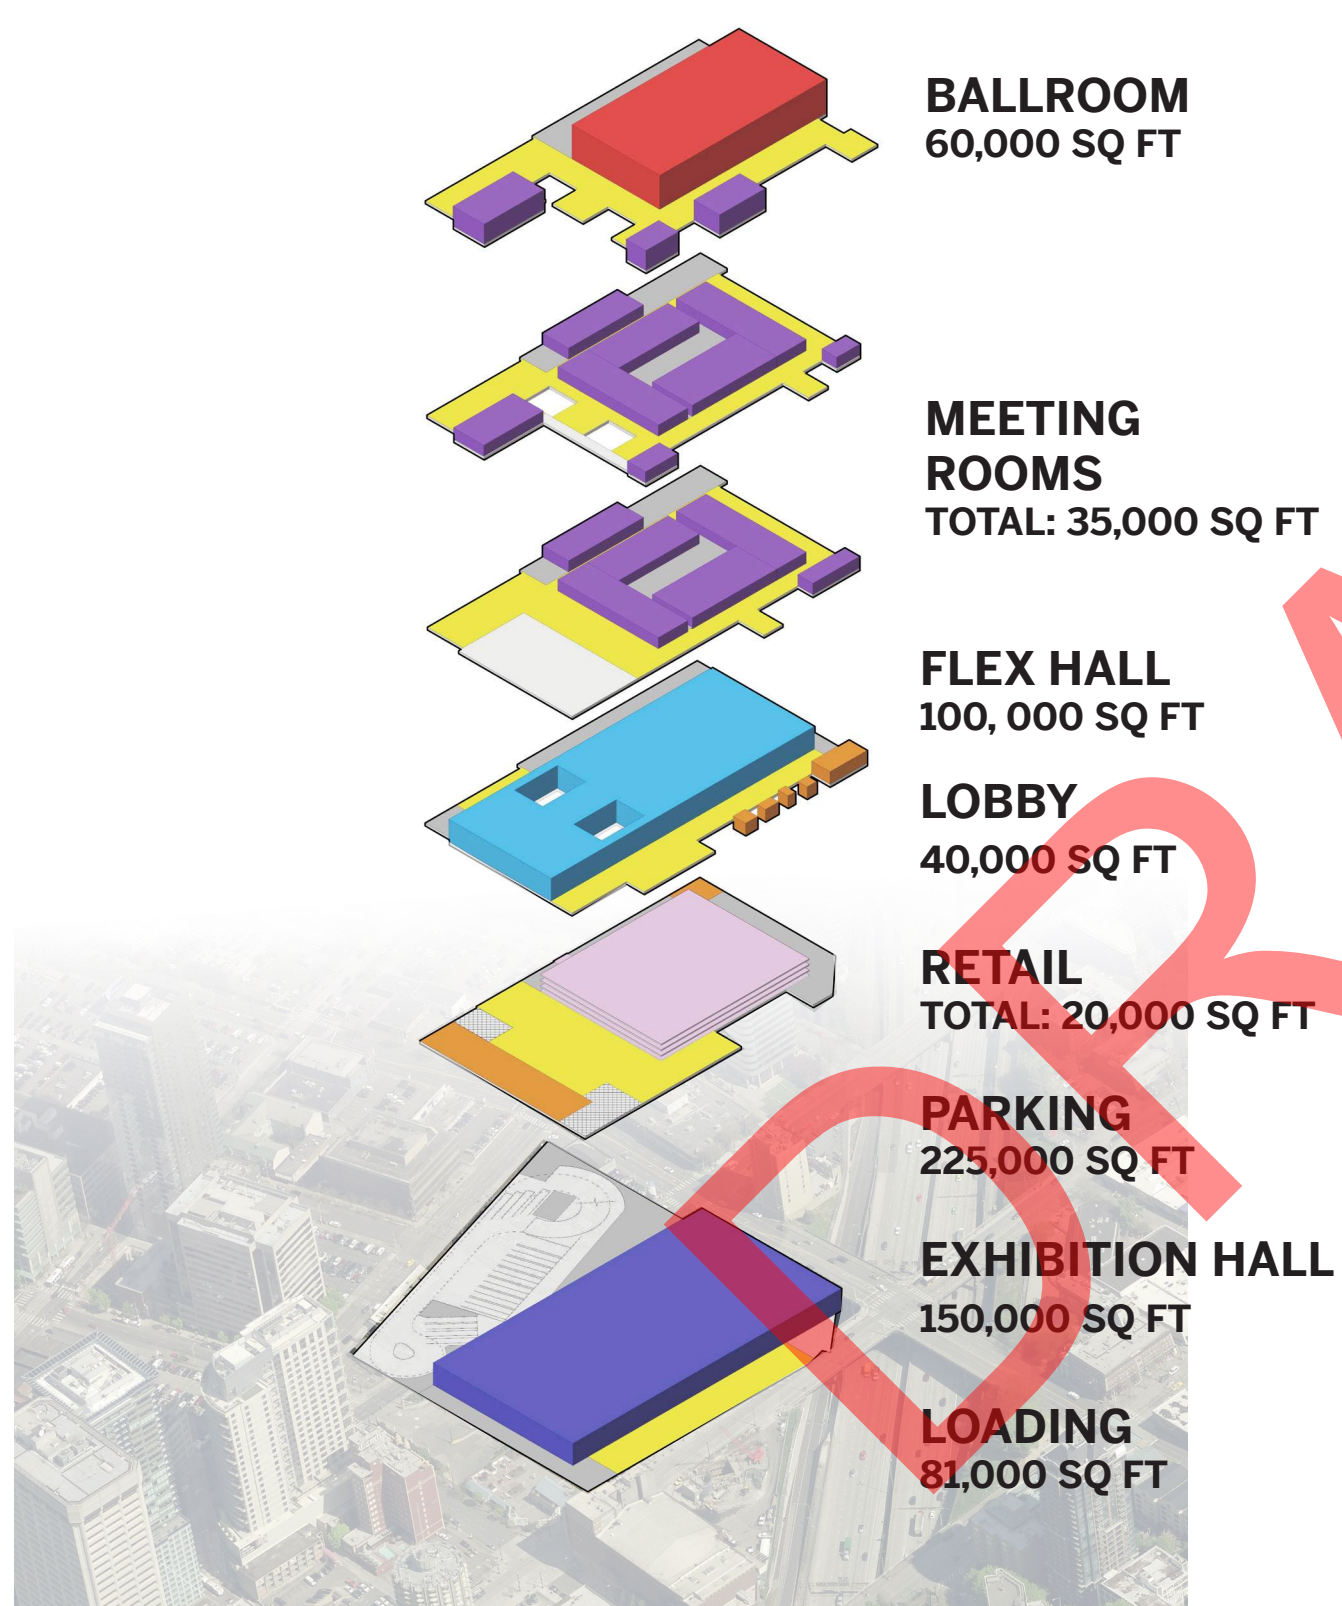 BALLROOM
60,000 SQ FT
MEETING
ROOMS
TOTAL: 35,000 SQ FT
FLEX HALL
100, 000 SQ FT
LOBBY
40,000 SQ FT
RETAIL
TOTAL: 20,000 SQ FT
PARKING
225,000 SQ FT
EXHIBITION HALL
150,000 SQ FT
LOADING
81,000 SQ FT
DR